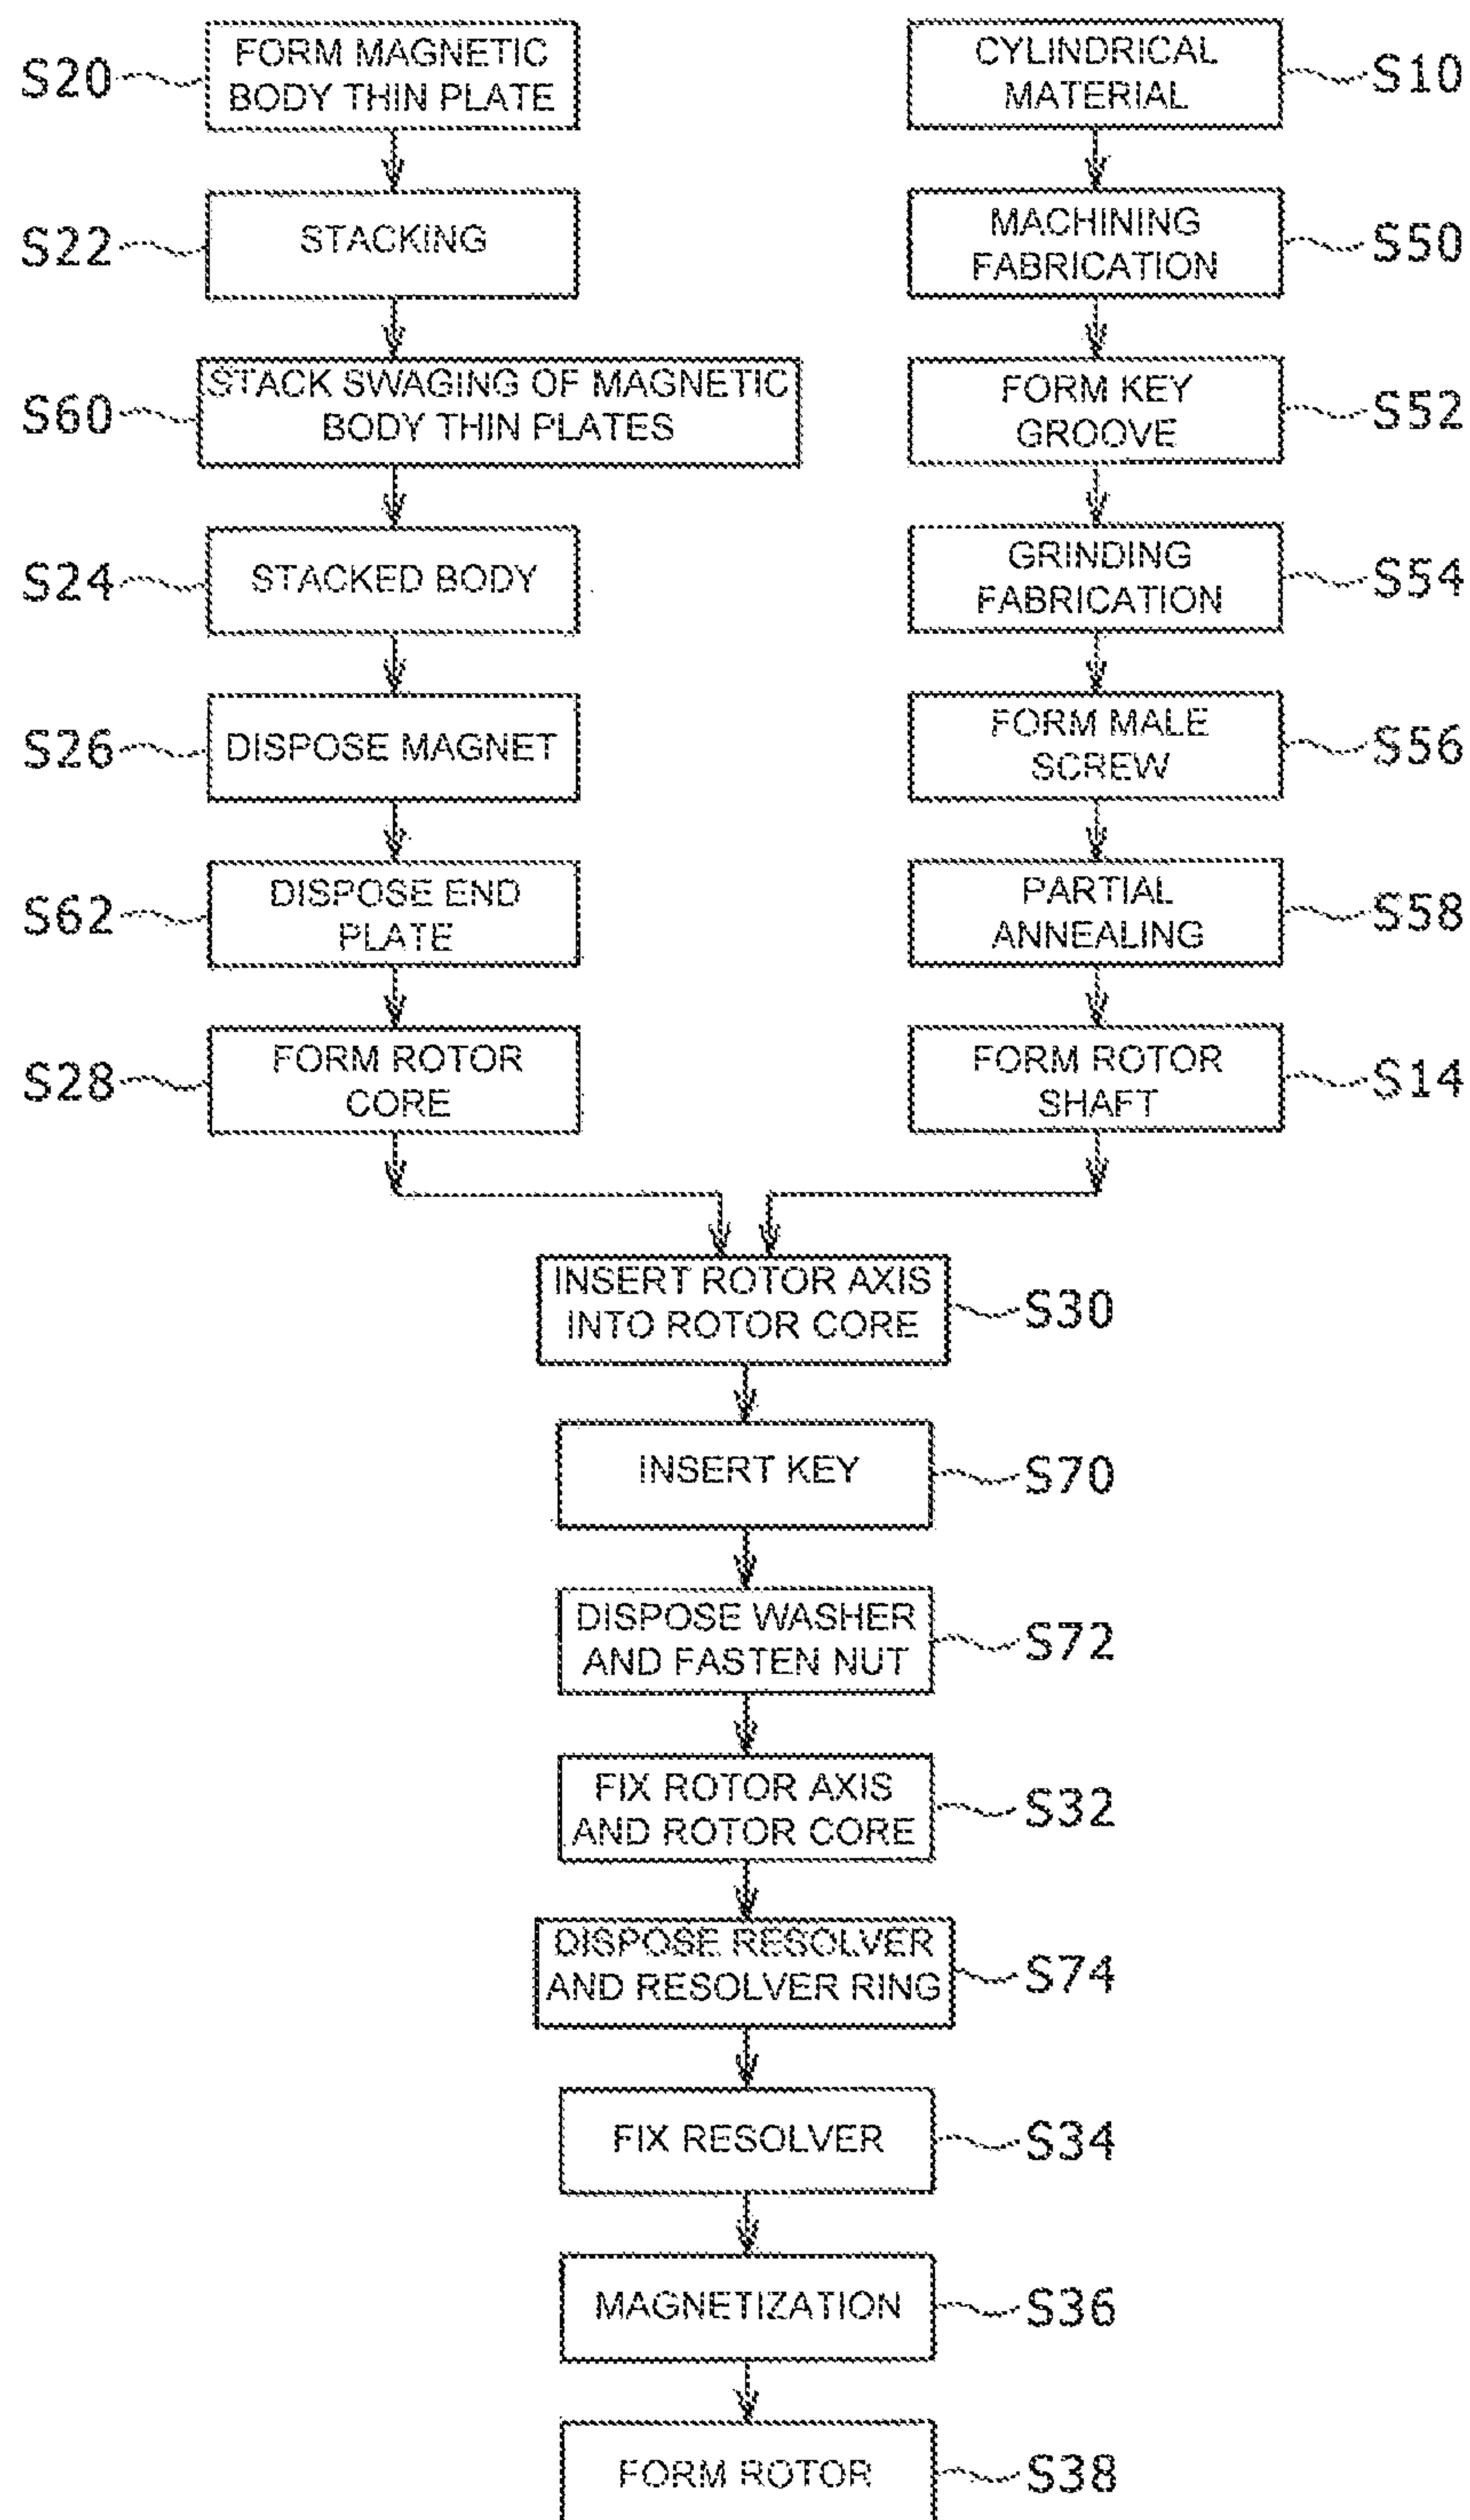 S20
FORM MAGNETIC
BODY THIN PLATE
S22
STACKING
S60
STACK SWAGING OF MAGNETIC
BODY THIN PLATES
S24
STACKED BODY
S26
DISPOSE MAGNET
S62
DISPOSE END
PLATE
S28
FORM ROTOR
CORE
CYLINDRICAL
MATERIAL
S10
MACHINING
FABRICATION
S50
FORM KEY
GROOVE
S52
GRINDING
FABRICATION
S54
FORM MALE
SCREW
S56
PARTIAL
ANNEALING
S58
FORM ROTOR
SHAFT
S14
INSERT ROTOR AXIS
INTO ROTOR CORE
S30
INSERT KEY
S70
DISPOSE WASHER
AND FASTEN NUT
S72
FIX ROTOR AXIS
AND ROTOR CORE
S32
DISPOSE RESOLVER
AND RESOLVER RING
S74
FIX RESOLVER
S34
MAGNETIZATION
S36
FORM ROTOR
S38